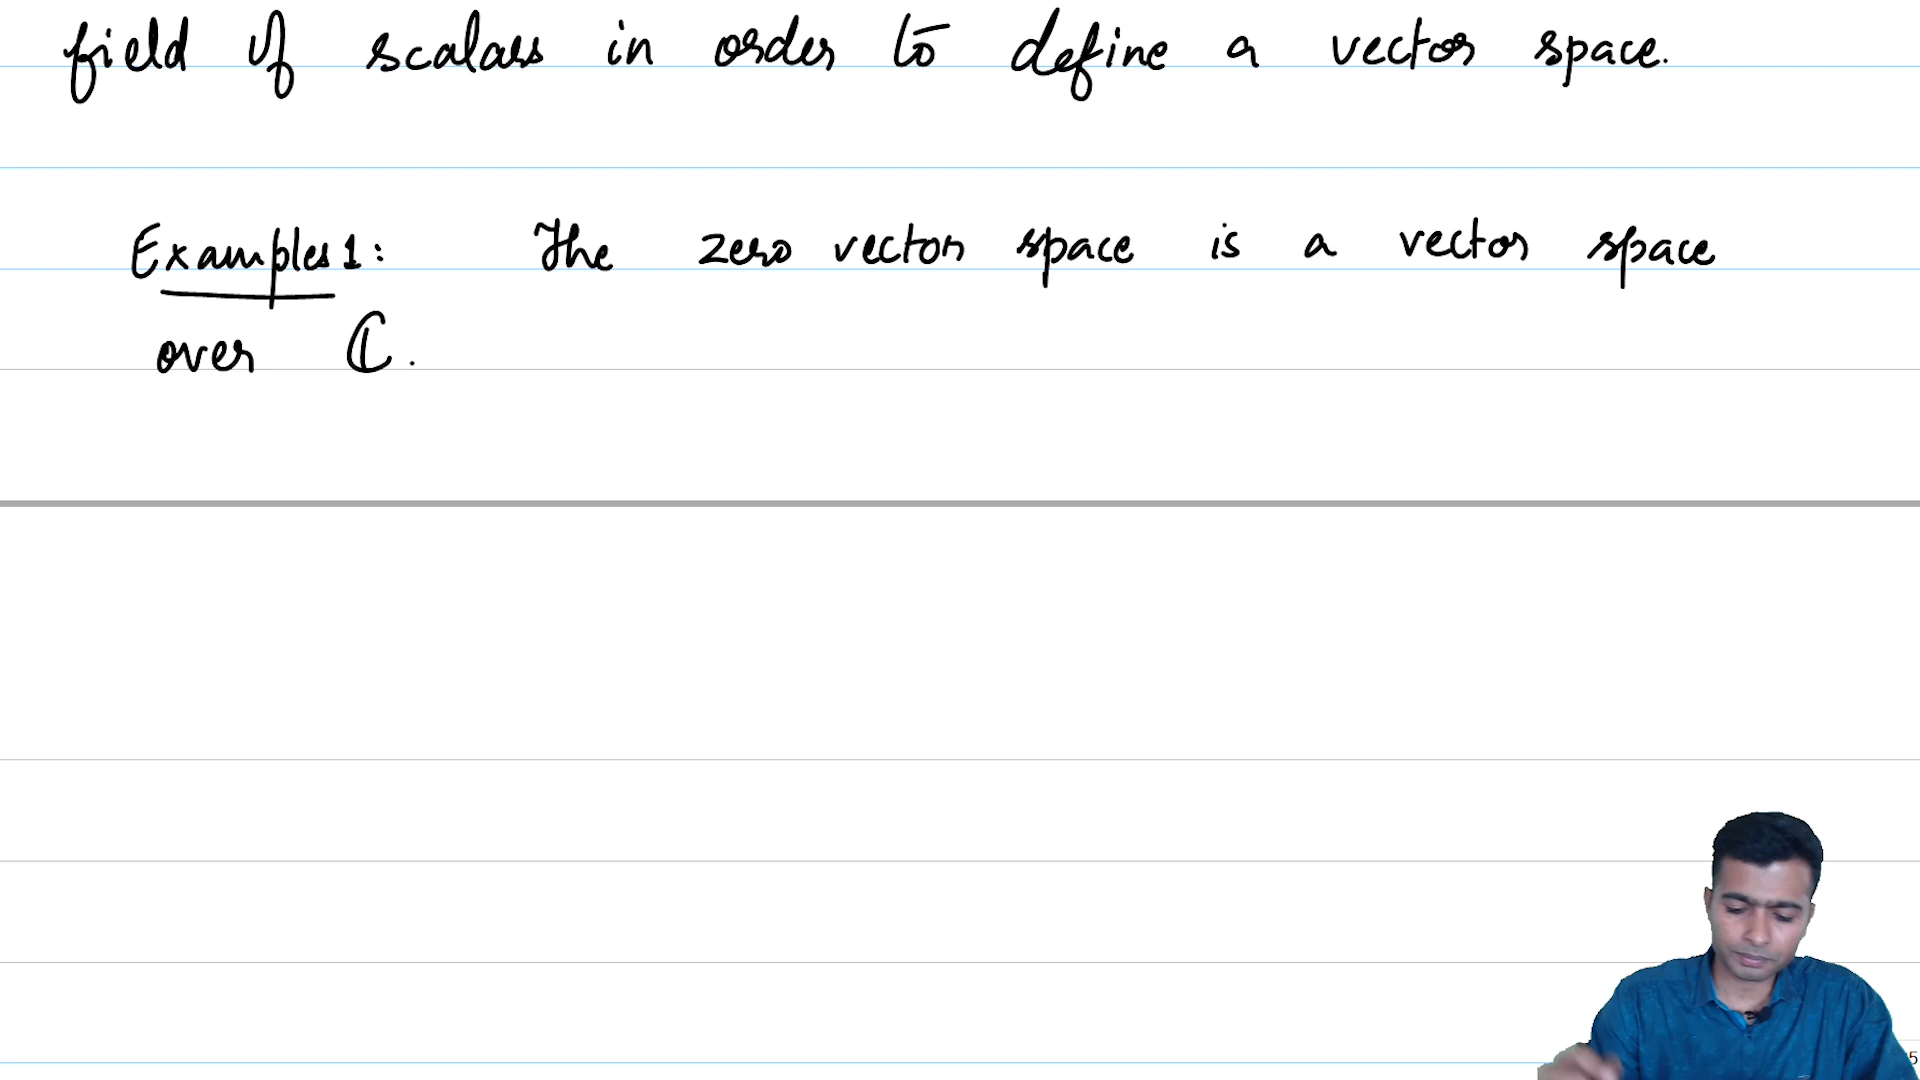 field of scalars in order to define a vector space.
Examples 1: The zero vector space is a vector space
over ℂ.
5